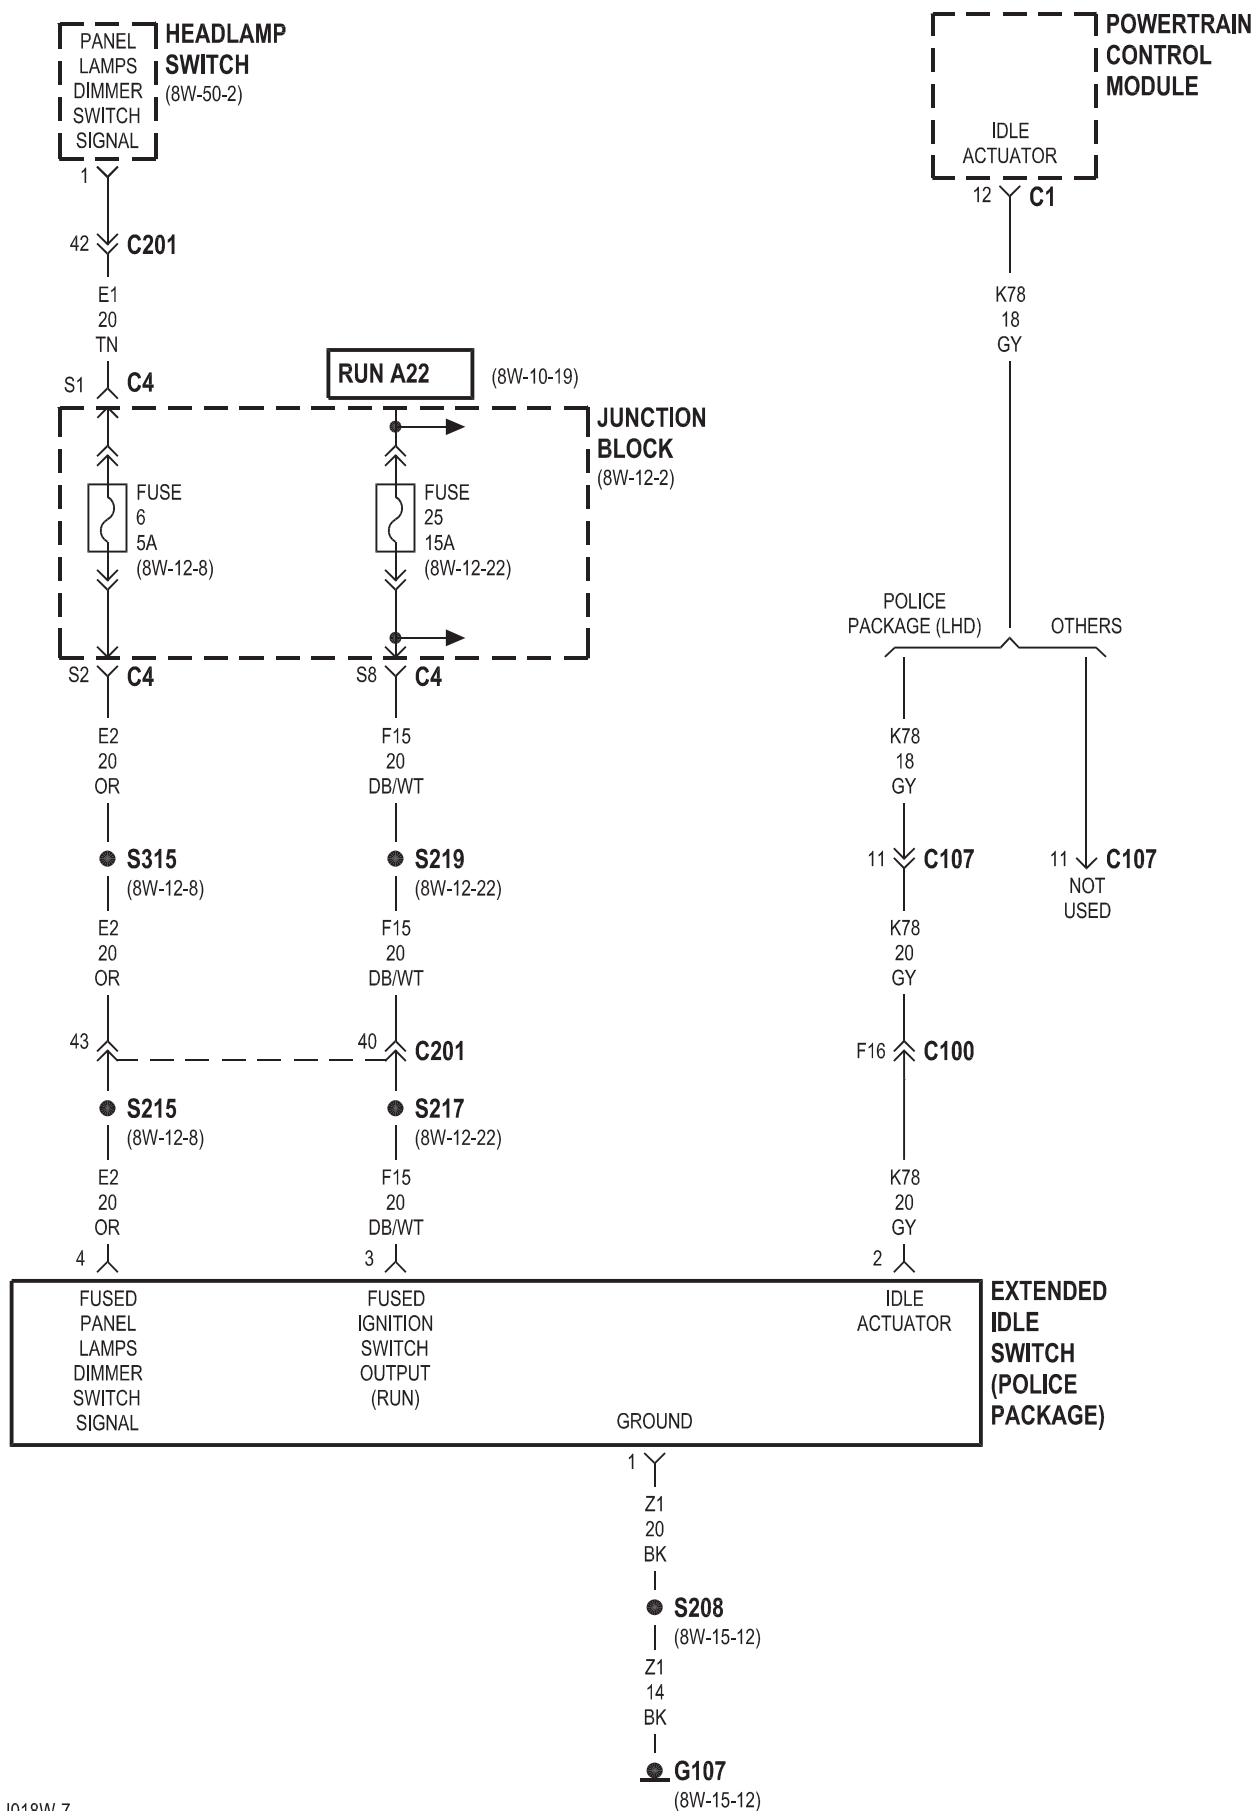 PANEL
LAMPS
DIMMER
SWITCH
SIGNAL
HEADLAMP
SWITCH
(8W-50-2)
1
42
C201
E1
20
TN
S1
C4
RUN A22
(8W-10-19)
JUNCTION
BLOCK
(8W-12-2)
FUSE
6
5A
(8W-12-8)
FUSE
25
15A
(8W-12-22)
S2
C4
S8
C4
E2
20
OR
F15
20
DB/WT
S315
(8W-12-8)
S219
(8W-12-22)
E2
20
OR
F15
20
DB/WT
43
40
C201
S215
(8W-12-8)
S217
(8W-12-22)
E2
20
OR
F15
20
DB/WT
4
3
POWERTRAIN
CONTROL
MODULE
IDLE
ACTUATOR
12
C1
K78
18
GY
POLICE
PACKAGE (LHD)
OTHERS
K78
18
GY
11
C107
11
C107
NOT
USED
K78
20
GY
F16
C100
K78
20
GY
2
FUSED
PANEL
LAMPS
DIMMER
SWITCH
SIGNAL
FUSED
IGNITION
SWITCH
OUTPUT
(RUN)
GROUND
IDLE
ACTUATOR
EXTENDED
IDLE
SWITCH
(POLICE
PACKAGE)
1
Z1
20
BK
S208
(8W-15-12)
Z1
14
BK
G107
(8W-15-12)